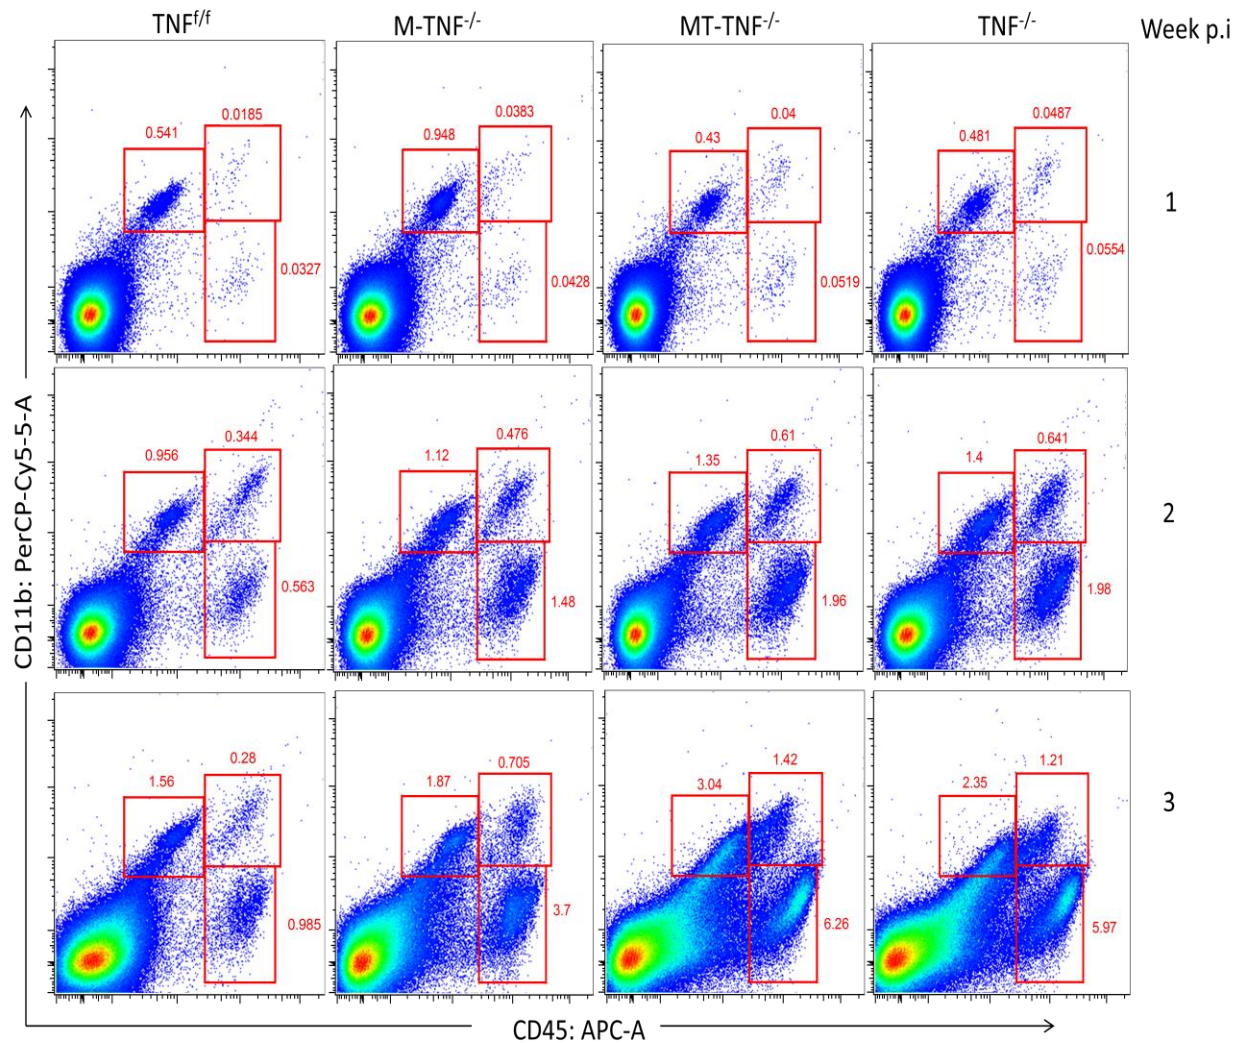 TNFf/f M-TNF-/- MT-TNF-/- TNF-/- Week p.i
0.541 0.0185 0.948 0.0383 0.43 0.04 0.481 0.0487
1
0.0327 0.0428 0.0519 0.0554
0.956 0.344 1.12 0.476 1.35 0.61 1.4 0.641
2
0.563 1.48 1.96 1.98
1.56 0.28 1.87 0.705 3.04 1.42 2.35 1.21
3
0.985 3.7 6.26 5.97
CD11b: PerCP-Cy5-5-A
CD45: APC-A